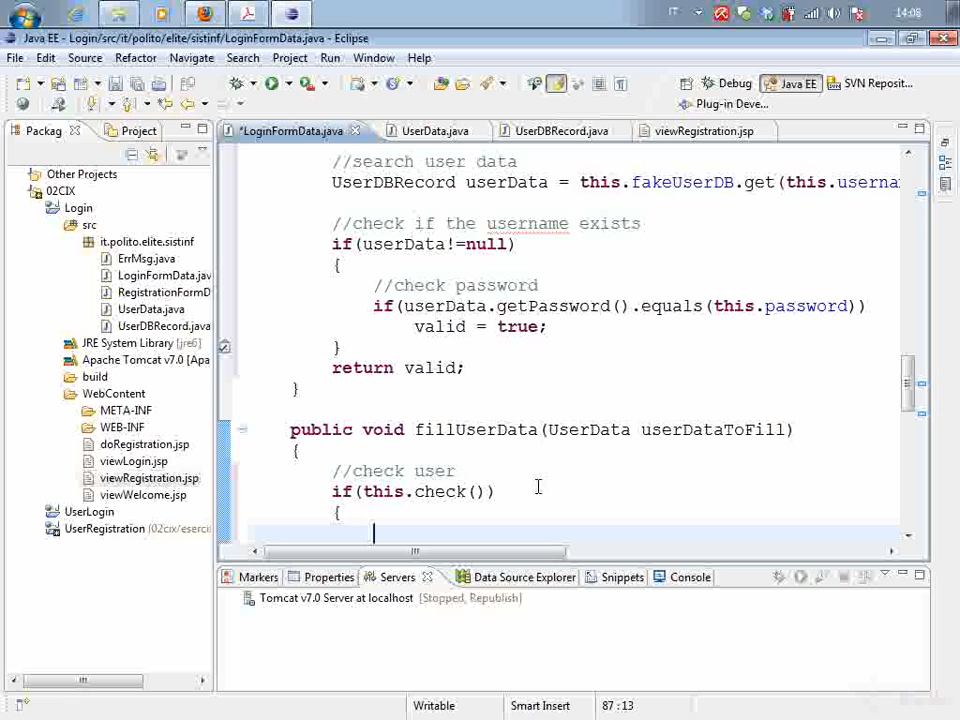 IT
14:08
Java EE - Login/src/it/polito/elite/sistinf/LoginFormData.java - Eclipse
File Edit Source Refactor Navigate Search Project Run Window Help
Debug Java EE SVN Repository...
Plug-in Deve...
Packag Project
*LoginFormData.java UserData.java UserDBRecord.java viewRegistration.jsp
Other Projects
02CIX
Login
src
it.polito.elite.sistinf
ErrMsg.java
LoginFormData.jav
RegistrationFormD
UserData.java
UserDBRecord.java
JRE System Library [jre6]
Apache Tomcat v7.0 [Apa
build
WebContent
META-INF
WEB-INF
doRegistration.jsp
viewLogin.jsp
viewRegistration.jsp
viewWelcome.jsp
UserLogin
UserRegistration (02cix/eserci
//search user data
UserDBRecord userData = this.fakeUserDB.get(this.userna
//check if the username exists
if(userData!=null)
{
//check password
if(userData.getPassword().equals(this.password))
valid = true;
}
return valid;
}
public void fillUserData(UserData userDataToFill)
{
//check user
if(this.check())
{
Markers Properties Servers Data Source Explorer Snippets Console
Tomcat v7.0 Server at localhost [Stopped, Republish]
Writable Smart Insert 87 : 13